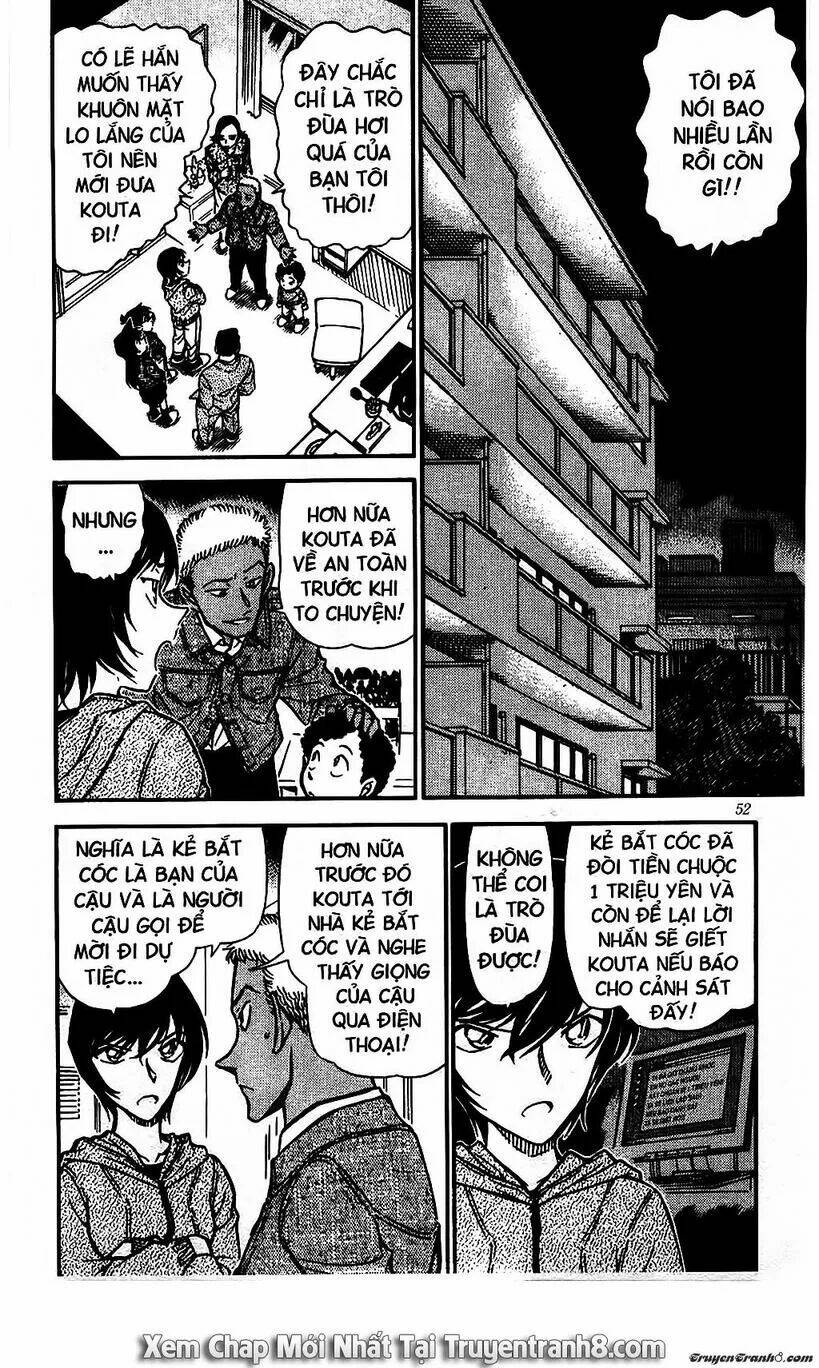 TÔI ĐÃ
NÓI BAO
NHIÊU LẦN
RỒI CÒN
GÌ!!
ĐÂY CHẮC
CHỈ LÀ TRÒ
ĐÙA HƠI
QUÁ CỦA
BẠN TÔI
THÔI!
CÓ LẼ HẮN
MUỐN THẤY
KHUÔN MẶT
LO LẮNG CỦA
TÔI NÊN
MỚI ĐƯA
KOUTA
ĐI!
HƠN NỮA
KOUTA ĐÃ
VỀ AN TOÀN
TRƯỚC KHI
TO CHUYỆN!
NHƯNG
...
52
KẺ BẮT CÓC ĐÃ
ĐÒI TIỀN CHUỘC
1 TRIỆU YÊN VÀ
CÒN ĐỂ LẠI LỜI
NHẮN SẼ GIẾT
KOUTA NẾU BÁO
CHO CẢNH SÁT
ĐẤY!
KHÔNG
THỂ COI
LÀ TRÒ
ĐÙA
ĐƯỢC!
HƠN NỮA
TRƯỚC ĐÓ
KOUTA TỚI
NHÀ KẺ BẮT
CÓC VÀ NGHE
THẤY GIỌNG
CỦA CẬU
QUA ĐIỆN
THOẠI!
NGHĨA LÀ KẺ BẮT
CÓC LÀ BẠN CỦA
CẬU VÀ LÀ NGƯỜI
CẬU GỌI ĐỂ
MỜI ĐI DỰ
TIỆC...
Xem Chap Mới Nhất Tại Truyentranh8.com
TruyenTranh8.com